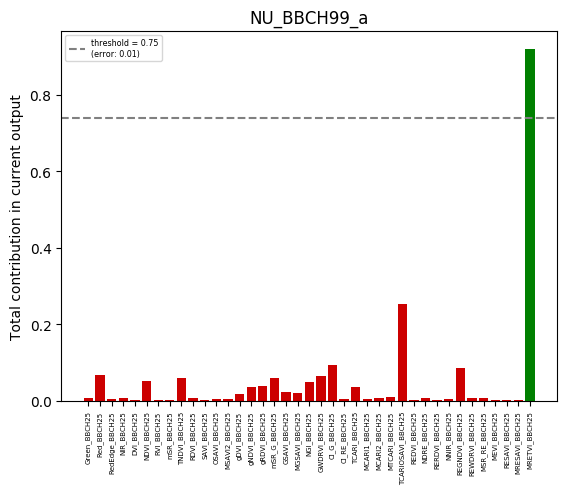 NU_BBCH99_a
threshold = 0.75
(error: 0.01)
Total contribution in current output
0.8
0.6
0.4
0.2
0.0
Green_BBCH25
Red_BBCH25
RedEdge_BBCH25
NIR_BBCH25
DVI_BBCH25
NDVI_BBCH25
RVI_BBCH25
mSR_BBCH25
TNDVI_BBCH25
RDVI_BBCH25
SAVI_BBCH25
OSAVI_BBCH25
MSAVI2_BBCH25
gDVI_BBCH25
gNDVI_BBCH25
gRDVI_BBCH25
mSR_G_BBCH25
GSAVI_BBCH25
MGSAVI_BBCH25
NGI_BBCH25
GWDRVI_BBCH25
CI_G_BBCH25
CI_RE_BBCH25
TCARI_BBCH25
MCARI1_BBCH25
MCARI2_BBCH25
MTCARI_BBCH25
TCARIOSAVI_BBCH25
REDVI_BBCH25
NDRE_BBCH25
RERDVI_BBCH25
NNIR_BBCH25
REGNDVI_BBCH25
REWDRVI_BBCH25
MSR_RE_BBCH25
MEVI_BBCH25
RESAVI_BBCH25
MRESAVI_BBCH25
MRETVI_BBCH25